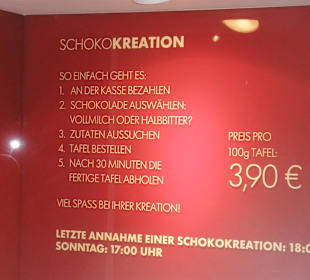 SCHOKOKREATION
SO EINFACH GEHT ES:
1. AN DER KASSE BEZAHLEN
2. SCHOKOLADE AUSWÄHLEN:
VOLLMILCH ODER HALBBITTER?
3. ZUTATEN AUSSUCHEN
4. TAFEL BESTELLEN
5. NACH 30 MINUTEN DIE
FERTIGE TAFEL ABHOLEN
PREIS PRO
100g TAFEL:
3,90 €
VIEL SPASS BEI IHRER KREATION!
LETZTE ANNAHME EINER SCHOKOKREATION: 18:0
SONNTAG: 17:00 UHR